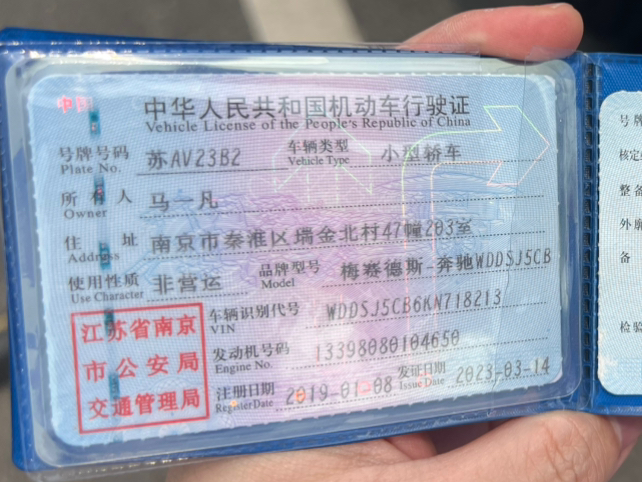 中国
中华人民共和国机动车行驶证
Vehicle License of the People's Republic of China
号牌号码 苏AV23B2 车辆类型 小型轿车
Plate No. Vehicle Type
所有人 马一凡
Owner
住址 南京市秦淮区瑞金北村47幢203室
Address
使用性质 非营运 品牌型号 梅赛德斯-奔驰WDDSJ5CB
Use Character Model
江苏省南京
市公安局
交通管理局
车辆识别代号 WDDSJ5CB6KN718213
VIN
发动机号码 13398080104650
Engine No.
注册日期 2019-01-08 发证日期 2023-03-14
Register Date Issue Date
号牌
核定
整备
外廓
备
检验